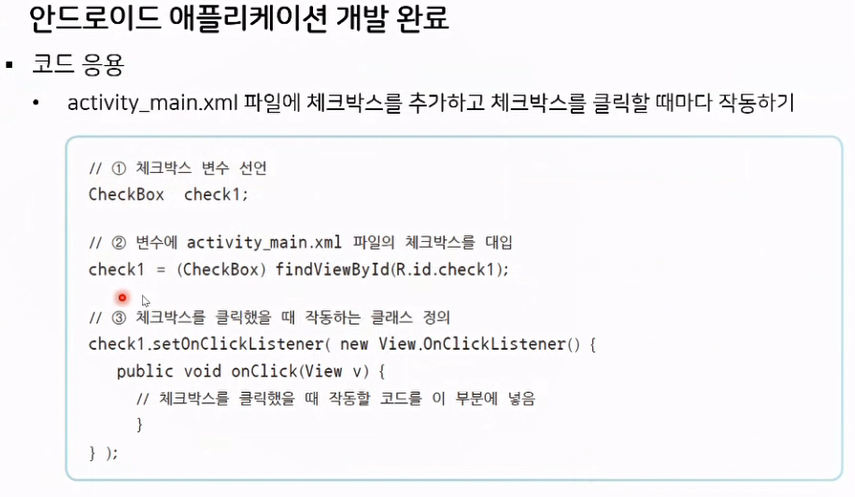 안드로이드 애플리케이션 개발 완료
▪ 코드 응용
• activity_main.xml 파일에 체크박스를 추가하고 체크박스를 클릭할 때마다 작동하기
// ① 체크박스 변수 선언
CheckBox check1;
// ② 변수에 activity_main.xml 파일의 체크박스를 대입
check1 = (CheckBox) findViewById(R.id.check1);
// ③ 체크박스를 클릭했을 때 작동하는 클래스 정의
check1.setOnClickListener( new View.OnClickListener() {
public void onClick(View v) {
// 체크박스를 클릭했을 때 작동할 코드를 이 부분에 넣음
}
} );